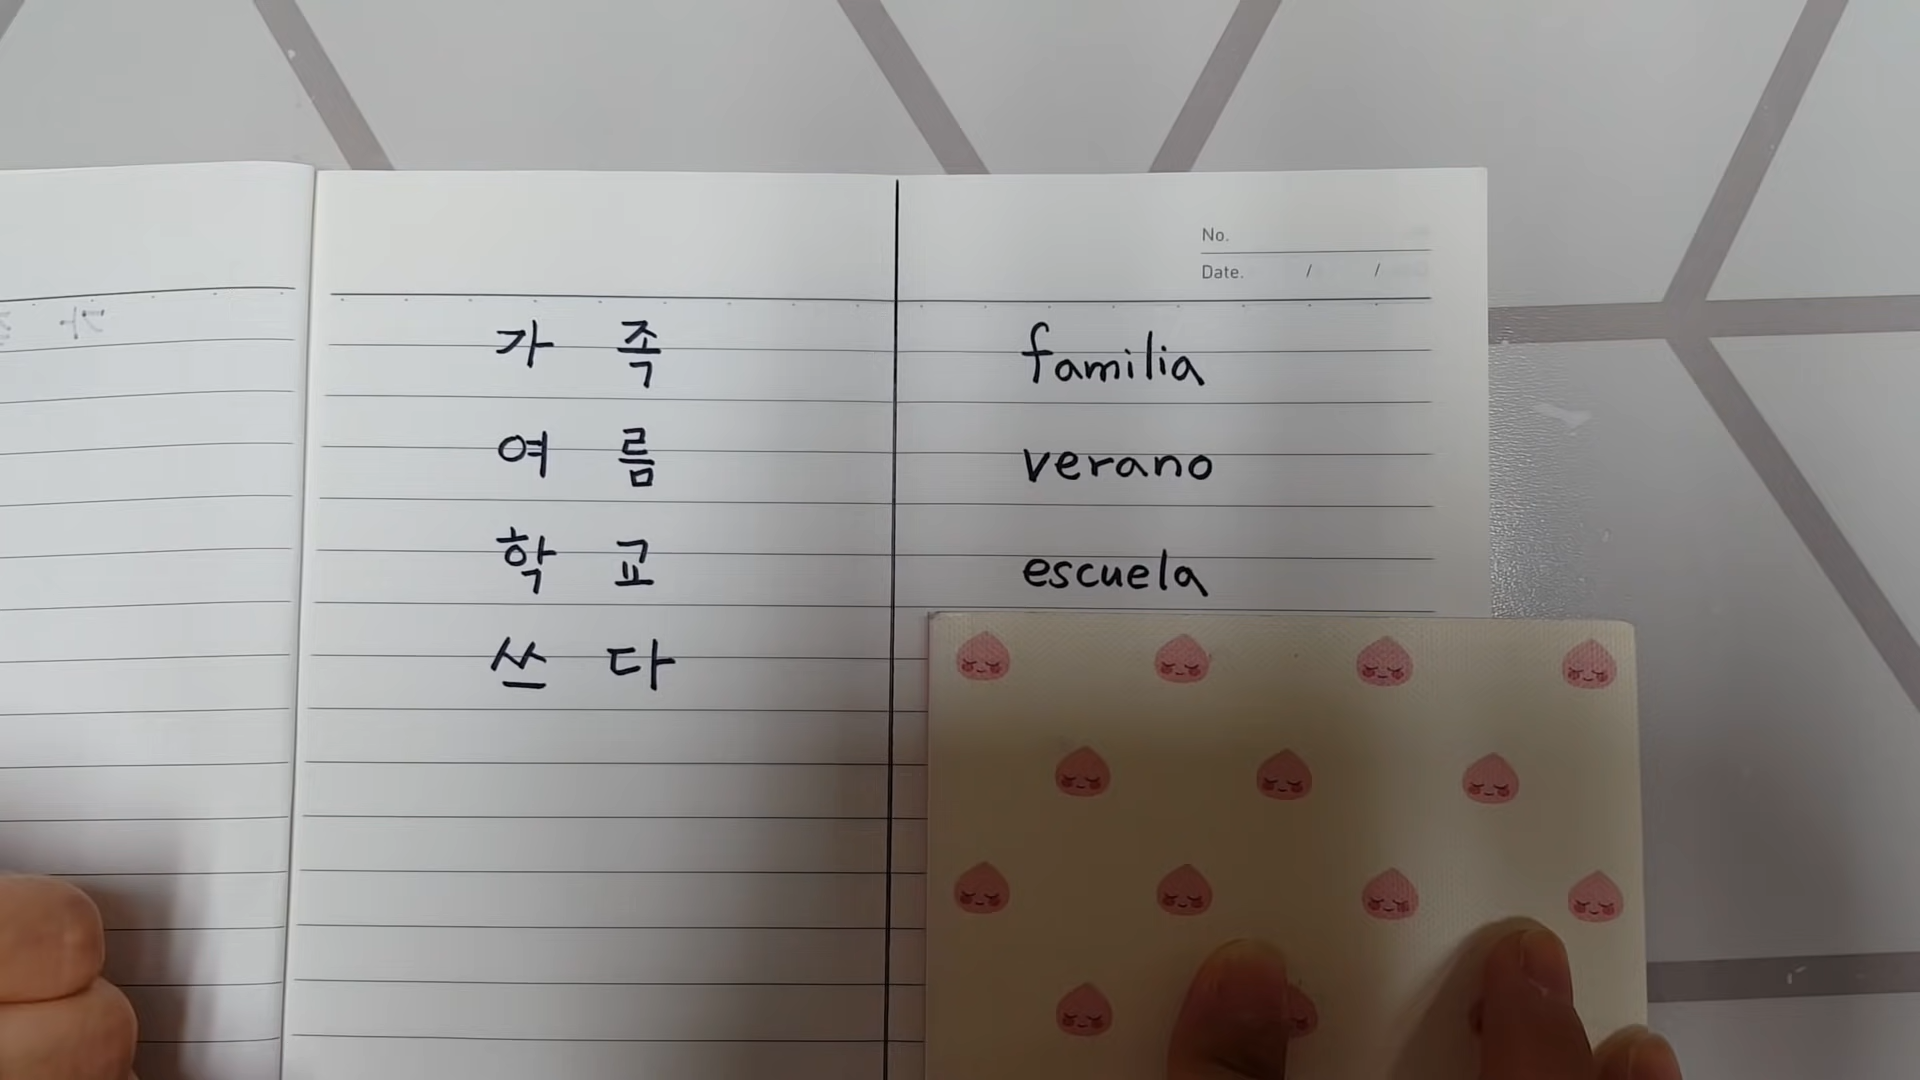 No.
Date. / /
가족 familia
여름 verano
학교 escuela
쓰다